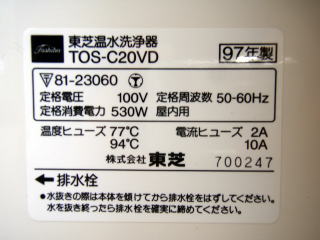 Toshiba
東芝温水洗浄器
TOS-C20VD
97年製
81-23060
定格電圧 100V 定格周波数 50-60Hz
定格消費電力 530W 屋内用
温度ヒューズ 77℃ 電流ヒューズ 2A
94℃ 10A
株式会社 東芝 700247
← 排水栓
●水抜きの際は本体を傾けてから排水栓をはずしてください。
水を抜き終ったら排水栓を確実に締めてください。